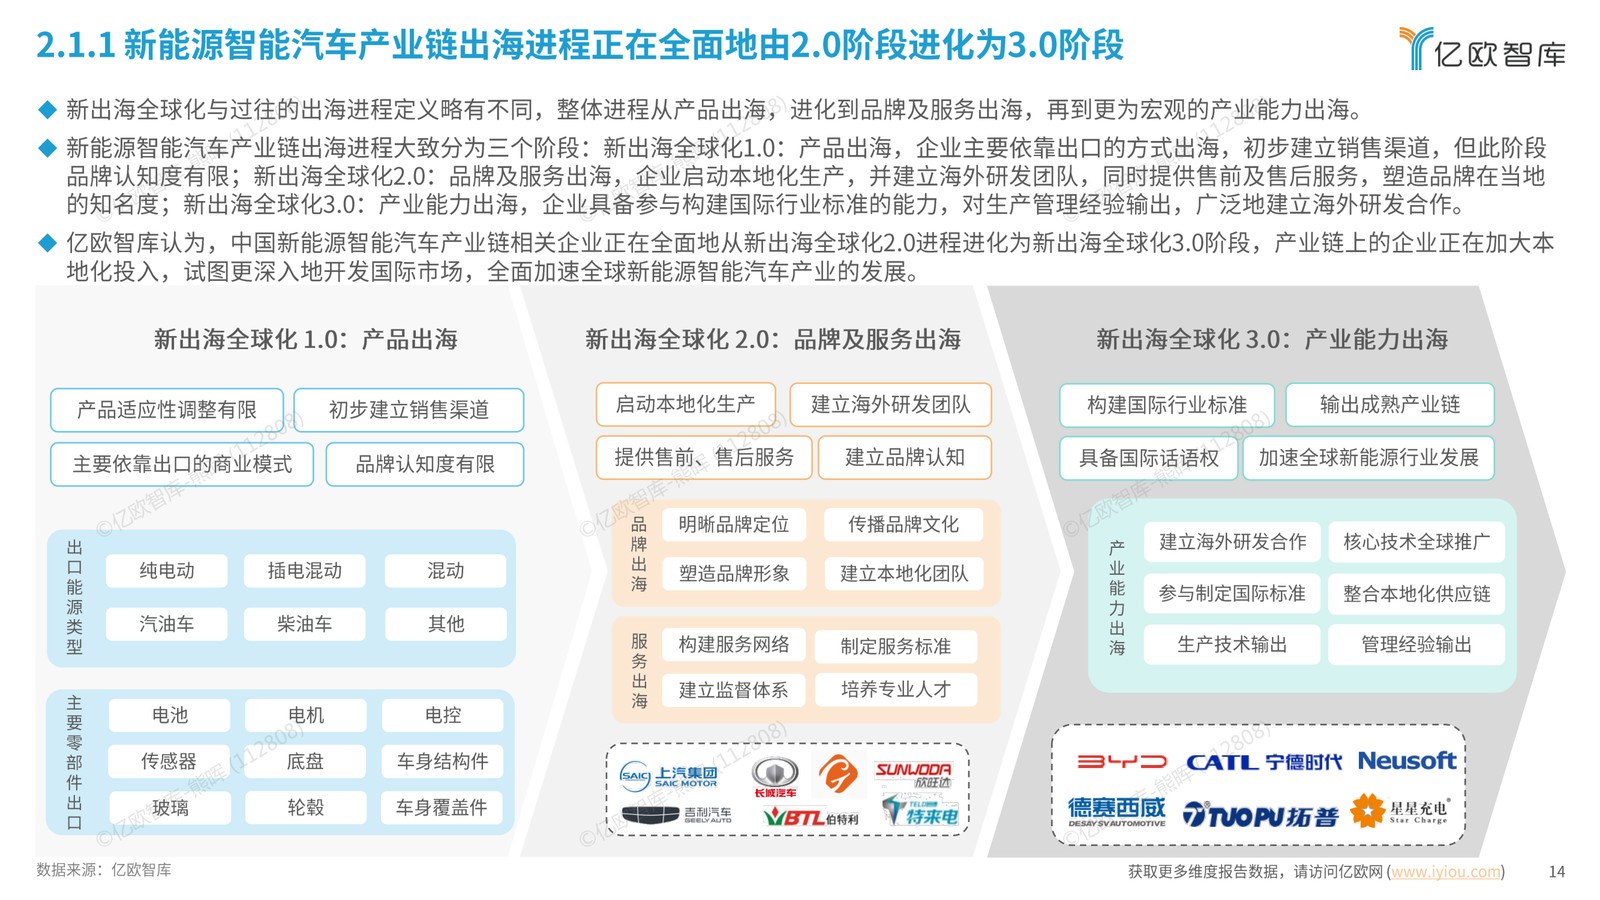 2.1.1 新能源智能汽车产业链出海进程正在全面地由2.0阶段进化为3.0阶段
亿欧智库
◆ 新出海全球化与过往的出海进程定义略有不同，整体进程从产品出海，进化到品牌及服务出海，再到更为宏观的产业能力出海。
◆ 新能源智能汽车产业链出海进程大致分为三个阶段：新出海全球化1.0：产品出海，企业主要依靠出口的方式出海，初步建立销售渠道，但此阶段
品牌认知度有限；新出海全球化2.0：品牌及服务出海，企业启动本地化生产，并建立海外研发团队，同时提供售前及售后服务，塑造品牌在当地
的知名度；新出海全球化3.0：产业能力出海，企业具备参与构建国际行业标准的能力，对生产管理经验输出，广泛地建立海外研发合作。
◆ 亿欧智库认为，中国新能源智能汽车产业链相关企业正在全面地从新出海全球化2.0进程进化为新出海全球化3.0阶段，产业链上的企业正在加大本
地化投入，试图更深入地开发国际市场，全面加速全球新能源智能汽车产业的发展。
新出海全球化 1.0：产品出海
产品适应性调整有限
初步建立销售渠道
主要依靠出口的商业模式
品牌认知度有限
出口能源类型
纯电动
插电混动
混动
汽油车
柴油车
其他
主要零部件出口
电池
电机
电控
传感器
底盘
车身结构件
玻璃
轮毂
车身覆盖件
新出海全球化 2.0：品牌及服务出海
启动本地化生产
建立海外研发团队
提供售前、售后服务
建立品牌认知
品牌出海
明晰品牌定位
传播品牌文化
塑造品牌形象
建立本地化团队
服务出海
构建服务网络
制定服务标准
建立监督体系
培养专业人才
SAIC 上汽集团
SAIC MOTOR
长城汽车
SUNWODA
欣旺达
吉利汽车
GEELY AUTO
BTL 伯特利
TELD
特来电
新出海全球化 3.0：产业能力出海
构建国际行业标准
输出成熟产业链
具备国际话语权
加速全球新能源行业发展
产业能力出海
建立海外研发合作
核心技术全球推广
参与制定国际标准
整合本地化供应链
生产技术输出
管理经验输出
BYD
CATL 宁德时代
Neusoft
德赛西威
DESAY SV AUTOMOTIVE
TUOPU 拓普
星星充电
Star Charge
©亿欧智库-熊晖(112808)
数据来源：亿欧智库
获取更多维度报告数据，请访问亿欧网 (www.iyiou.com)
14